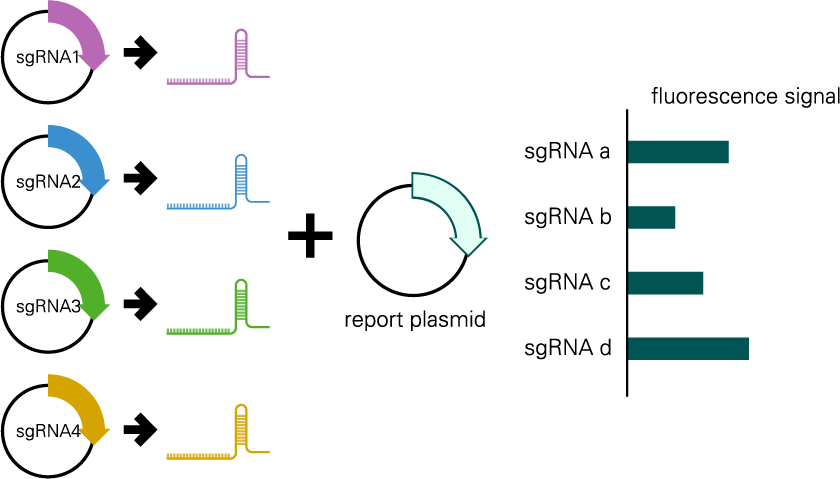 sgRNA1
sgRNA2
sgRNA3
sgRNA4
report plasmid
fluorescence signal
sgRNA a
sgRNA b
sgRNA c
sgRNA d